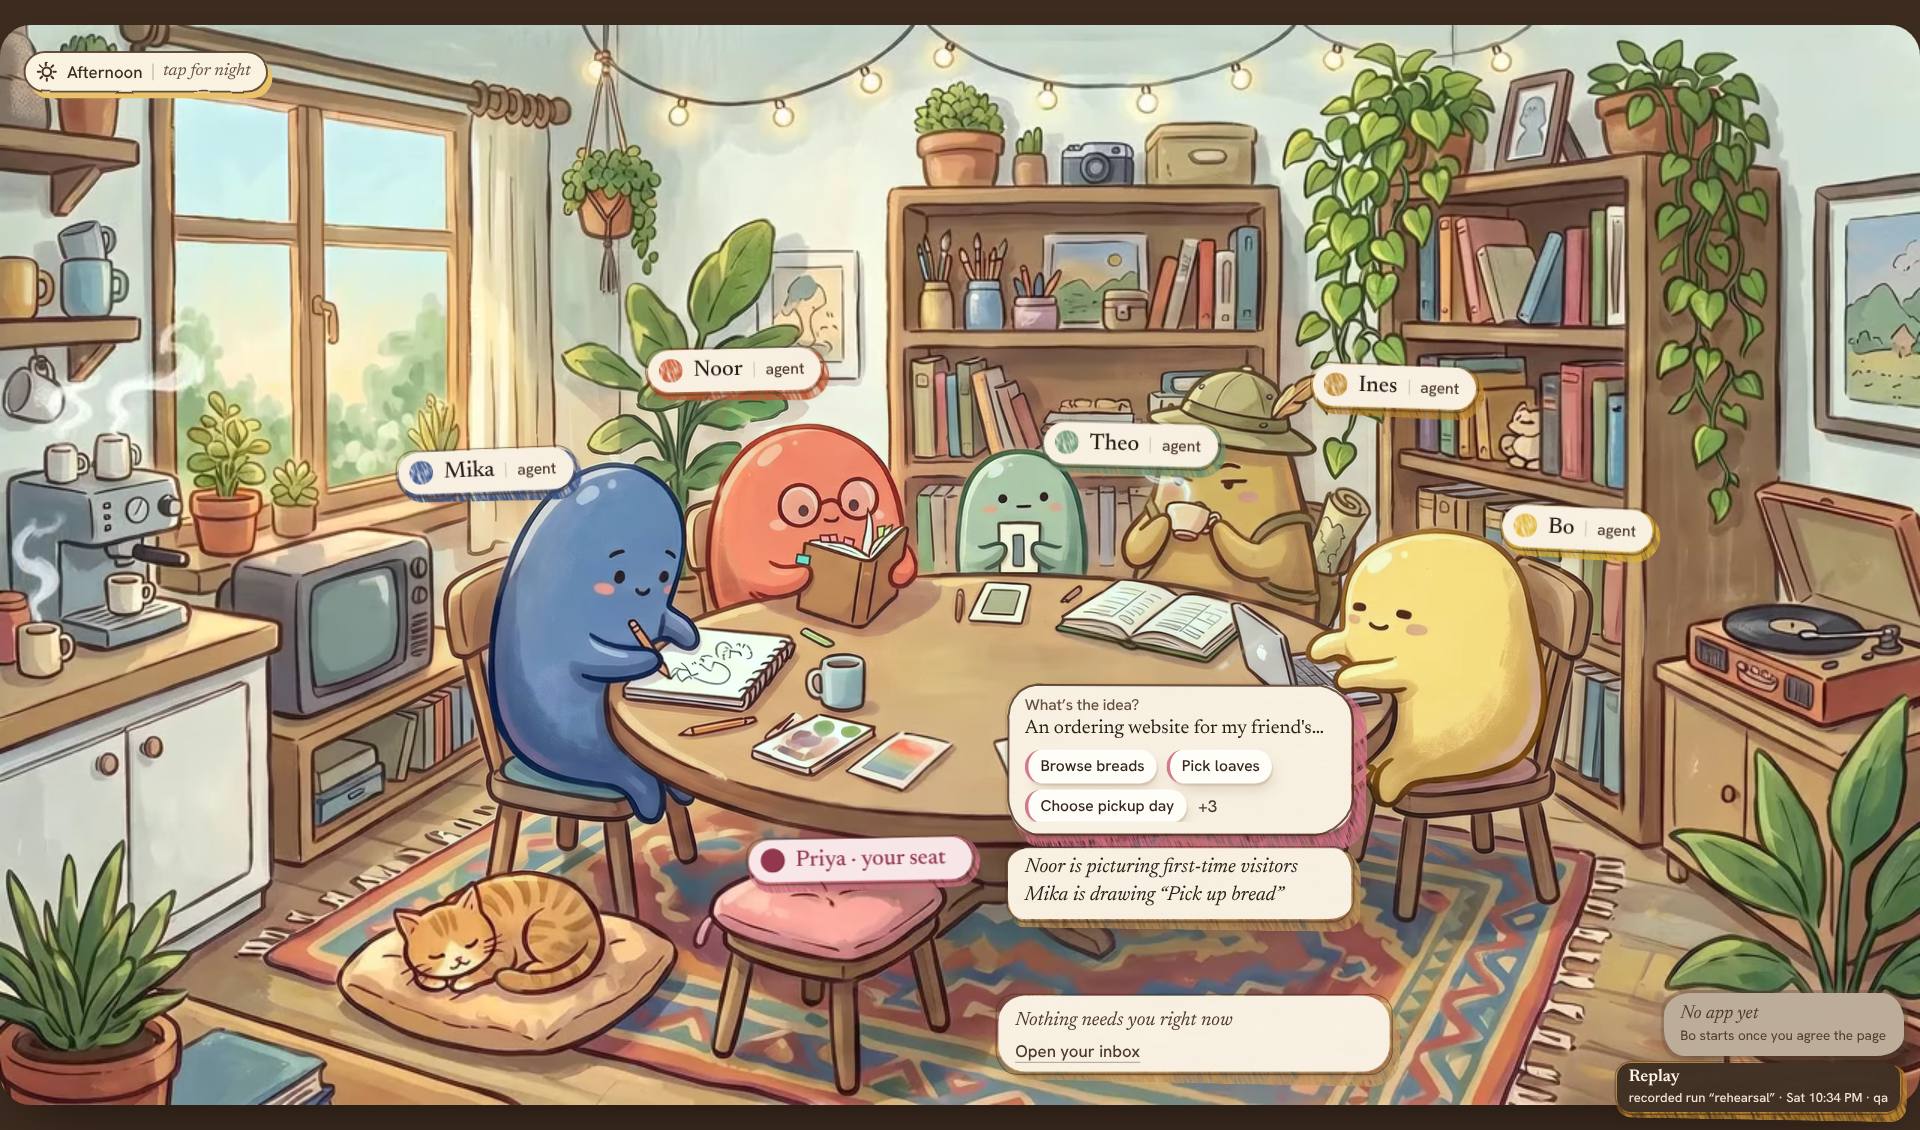 Afternoon tap for night
Noor agent
Ines agent
Theo agent
Mika agent
Bo agent
What's the idea?
An ordering website for my friend's...
Browse breads
Pick loaves
Choose pickup day
+3
Priya · your seat
Noor is picturing first-time visitors
Mika is drawing “Pick up bread”
Nothing needs you right now
Open your inbox
No app yet
Bo starts once you agree the page
Replay
recorded run “rehearsal” · Sat 10:34 PM · qa